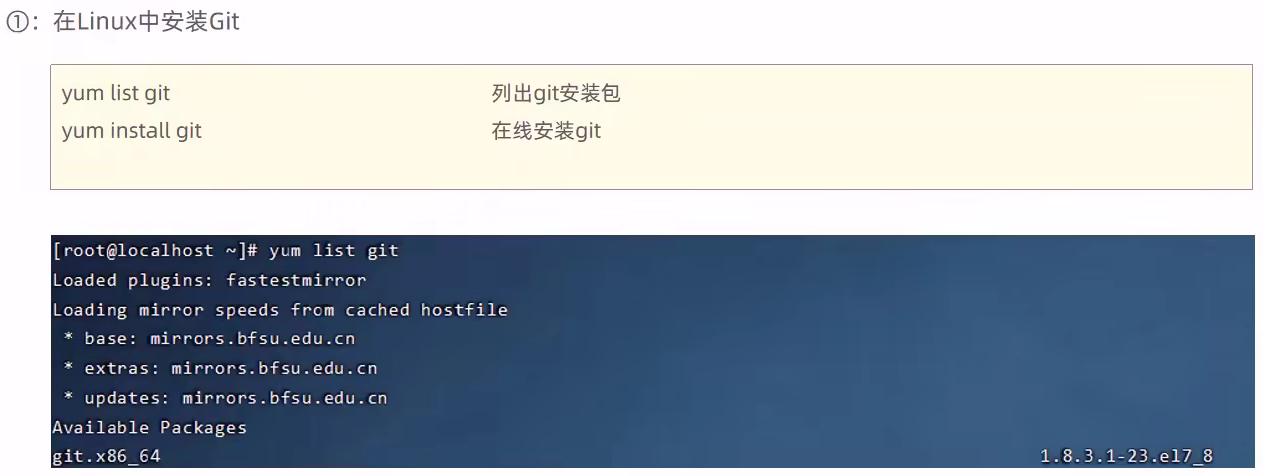 ①：在Linux中安装Git
yum list git 列出git安装包
yum install git 在线安装git
[root@localhost ~]# yum list git
Loaded plugins: fastestmirror
Loading mirror speeds from cached hostfile
* base: mirrors.bfsu.edu.cn
* extras: mirrors.bfsu.edu.cn
* updates: mirrors.bfsu.edu.cn
Available Packages
git.x86_64 1.8.3.1-23.el7_8